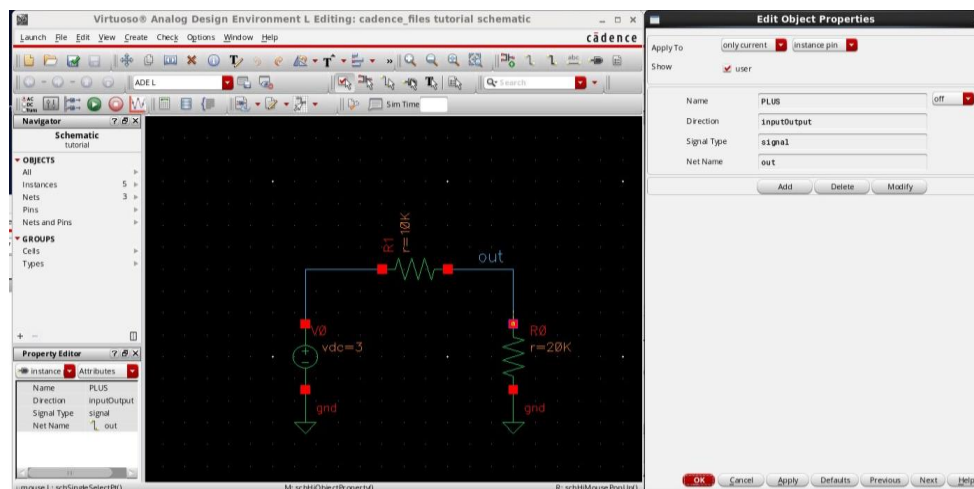 Virtuoso® Analog Design Environment L Editing: cadence_files tutorial schematic
Launch File Edit View Create Check Options Window Help
cādence
ADE L
Search
Sim Time
Navigator
Schematic
tutorial
OBJECTS
All
Instances 5
Nets 3
Pins
Nets and Pins
GROUPS
Cells
Types
Property Editor
instance Attributes
Name PLUS
Direction inputOutput
Signal Type signal
Net Name out
R1
r=10K
out
V0
vdc=3
gnd
R0
r=20K
gnd
M: schHiObjectProperty()
R: schHiMousePopUp()
Edit Object Properties
Apply To only current instance pin
Show user
Name PLUS off
Direction inputOutput
Signal Type signal
Net Name out
Add Delete Modify
OK Cancel Apply Defaults Previous Next Help